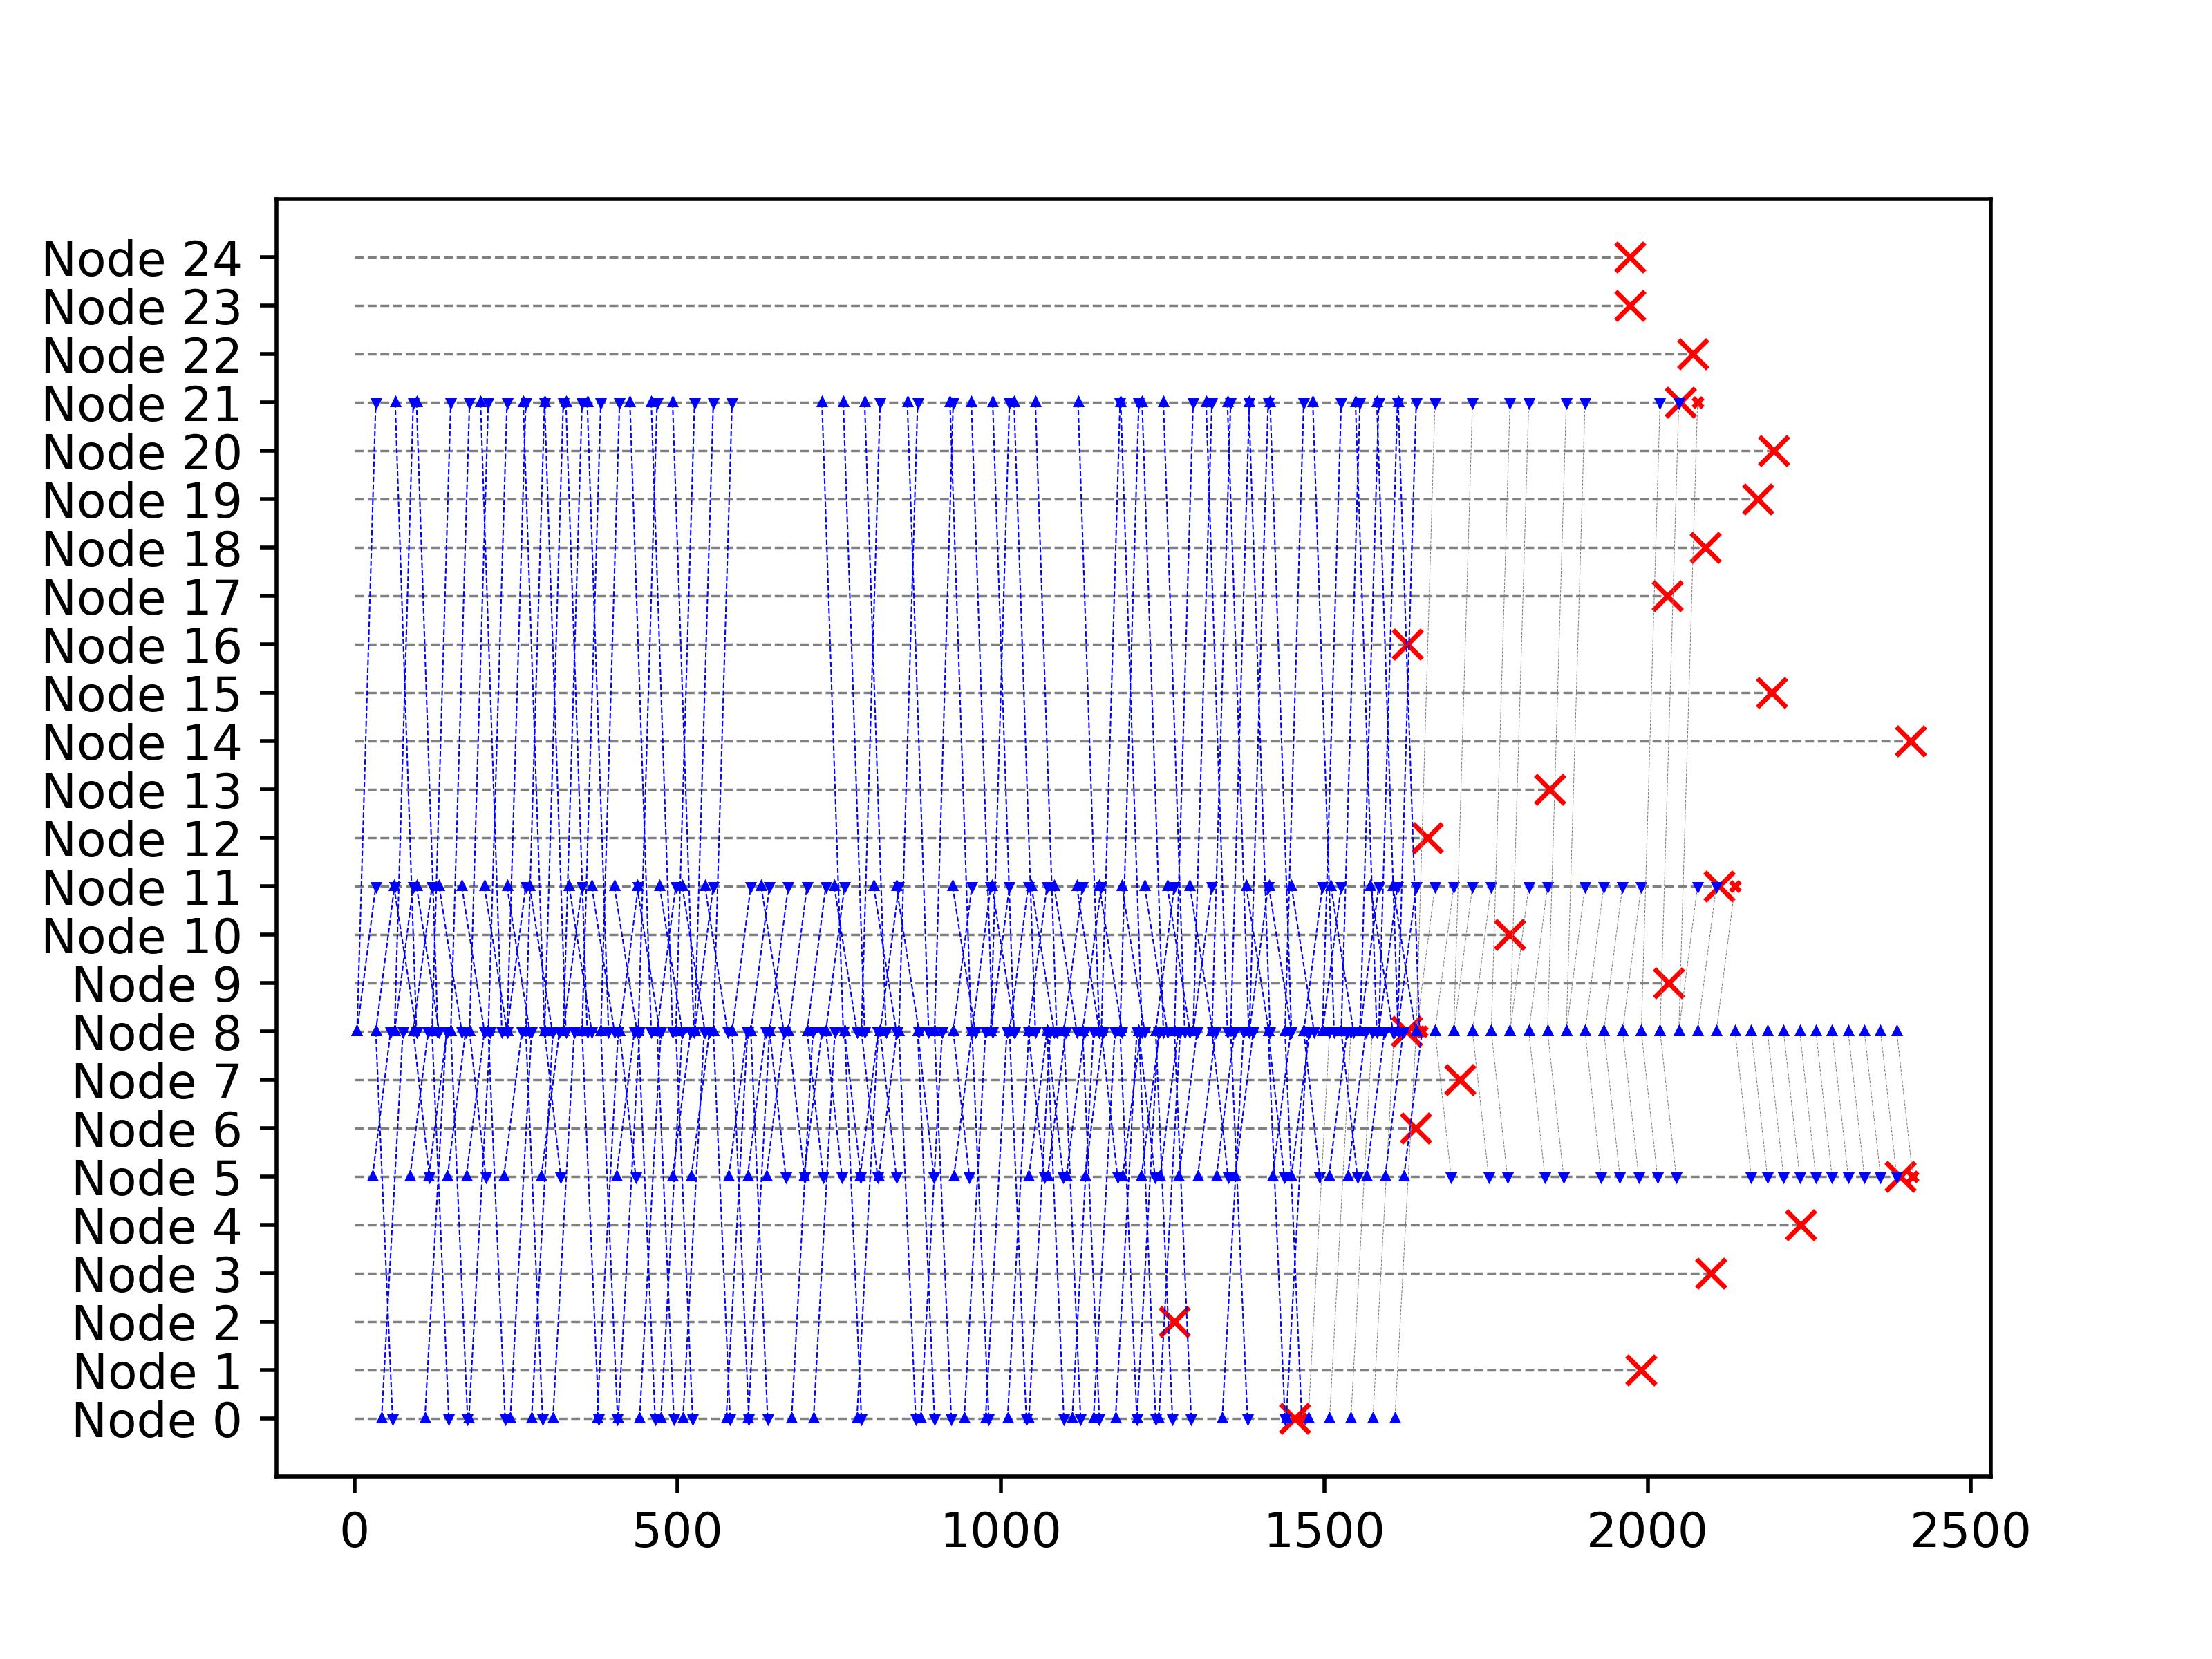 Node 24
Node 23
Node 22
Node 21
Node 20
Node 19
Node 18
Node 17
Node 16
Node 15
Node 14
Node 13
Node 12
Node 11
Node 10
Node 9
Node 8
Node 7
Node 6
Node 5
Node 4
Node 3
Node 2
Node 1
Node 0
0 500 1000 1500 2000 2500